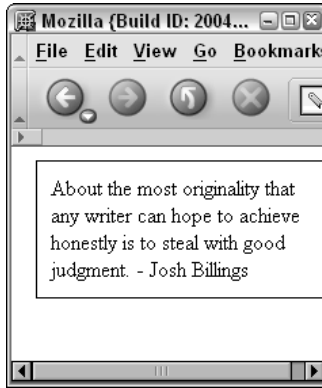 Mozilla {Build ID: 2004...
File Edit View Go Bookmarks
About the most originality that
any writer can hope to achieve
honestly is to steal with good
judgment. - Josh Billings